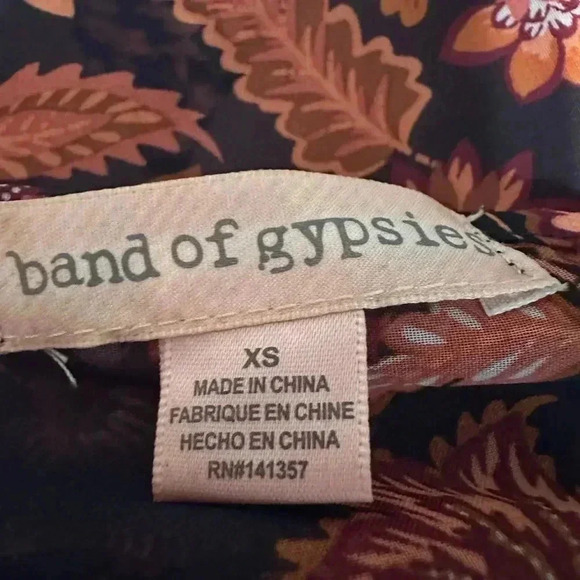 band of gypsies
XS
MADE IN CHINA
FABRIQUE EN CHINE
HECHO EN CHINA
RN#141357